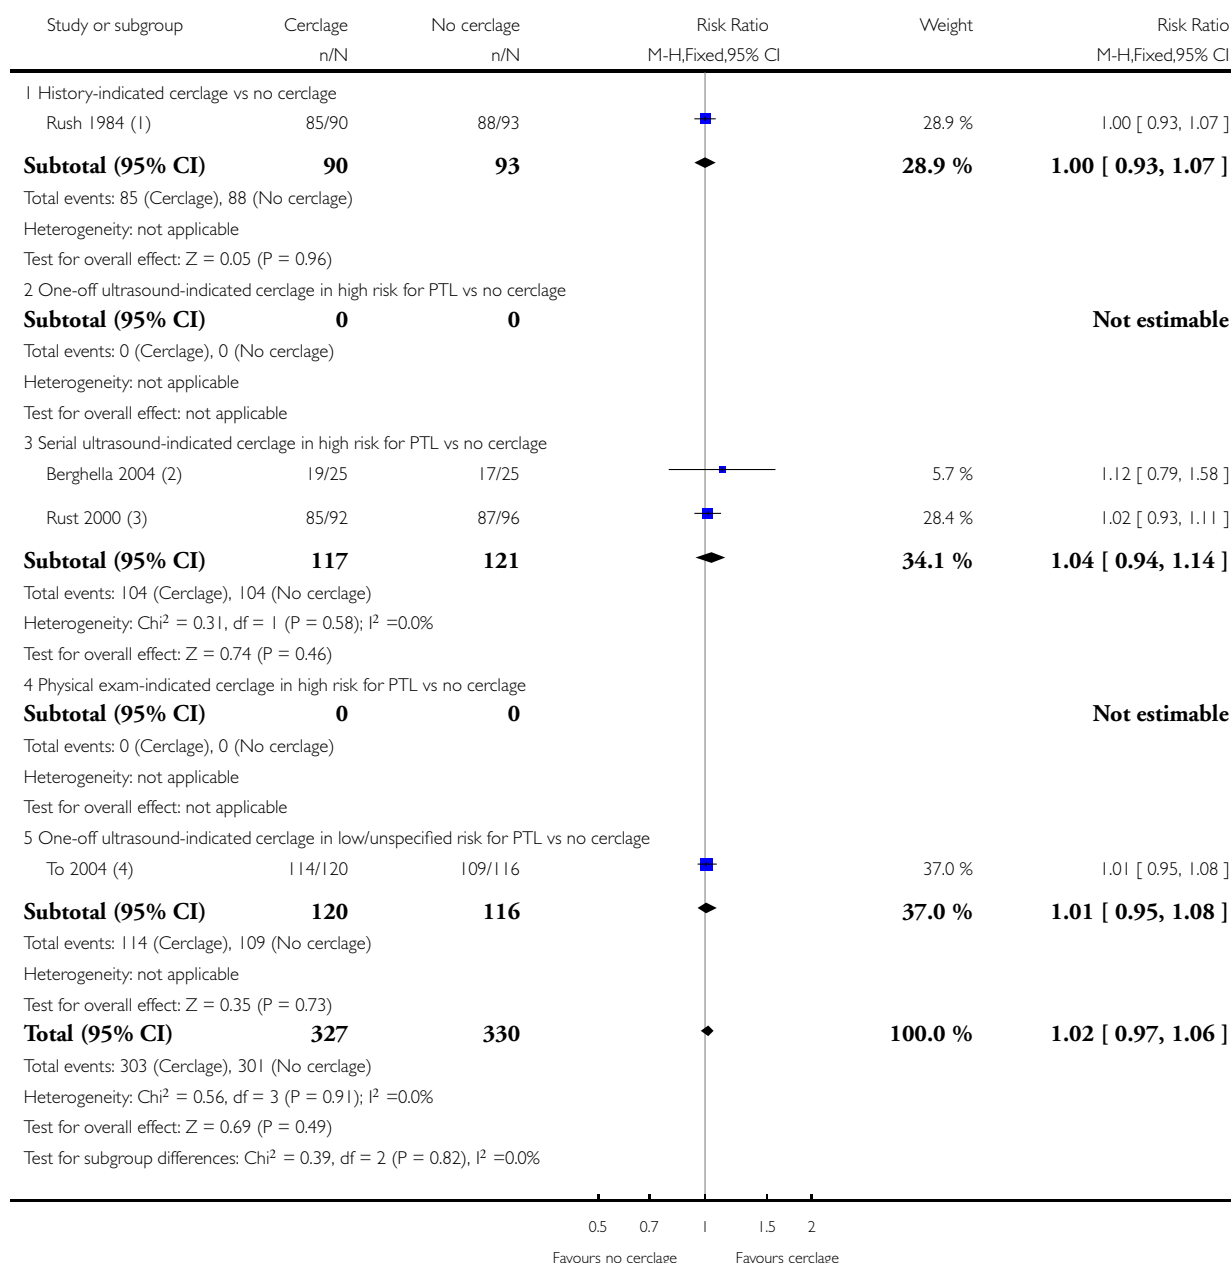 Study or subgroup Cerclage No cerclage Risk Ratio Weight Risk Ratio
n/N n/N M-H,Fixed,95% CI M-H,Fixed,95% CI
1 History-indicated cerclage vs no cerclage
Rush 1984 (1) 85/90 88/93 28.9 % 1.00 [ 0.93, 1.07 ]
Subtotal (95% CI) 90 93 28.9 % 1.00 [ 0.93, 1.07 ]
Total events: 85 (Cerclage), 88 (No cerclage)
Heterogeneity: not applicable
Test for overall effect: Z = 0.05 (P = 0.96)
2 One-off ultrasound-indicated cerclage in high risk for PTL vs no cerclage
Subtotal (95% CI) 0 0 Not estimable
Total events: 0 (Cerclage), 0 (No cerclage)
Heterogeneity: not applicable
Test for overall effect: not applicable
3 Serial ultrasound-indicated cerclage in high risk for PTL vs no cerclage
Berghella 2004 (2) 19/25 17/25 5.7 % 1.12 [ 0.79, 1.58 ]
Rust 2000 (3) 85/92 87/96 28.4 % 1.02 [ 0.93, 1.11 ]
Subtotal (95% CI) 117 121 34.1 % 1.04 [ 0.94, 1.14 ]
Total events: 104 (Cerclage), 104 (No cerclage)
Heterogeneity: Chi² = 0.31, df = 1 (P = 0.58); I² =0.0%
Test for overall effect: Z = 0.74 (P = 0.46)
4 Physical exam-indicated cerclage in high risk for PTL vs no cerclage
Subtotal (95% CI) 0 0 Not estimable
Total events: 0 (Cerclage), 0 (No cerclage)
Heterogeneity: not applicable
Test for overall effect: not applicable
5 One-off ultrasound-indicated cerclage in low/unspecified risk for PTL vs no cerclage
To 2004 (4) 114/120 109/116 37.0 % 1.01 [ 0.95, 1.08 ]
Subtotal (95% CI) 120 116 37.0 % 1.01 [ 0.95, 1.08 ]
Total events: 114 (Cerclage), 109 (No cerclage)
Heterogeneity: not applicable
Test for overall effect: Z = 0.35 (P = 0.73)
Total (95% CI) 327 330 100.0 % 1.02 [ 0.97, 1.06 ]
Total events: 303 (Cerclage), 301 (No cerclage)
Heterogeneity: Chi² = 0.56, df = 3 (P = 0.91); I² =0.0%
Test for overall effect: Z = 0.69 (P = 0.49)
Test for subgroup differences: Chi² = 0.39, df = 2 (P = 0.82), I² =0.0%
0.5 0.7 1 1.5 2
Favours no cerclage Favours cerclage